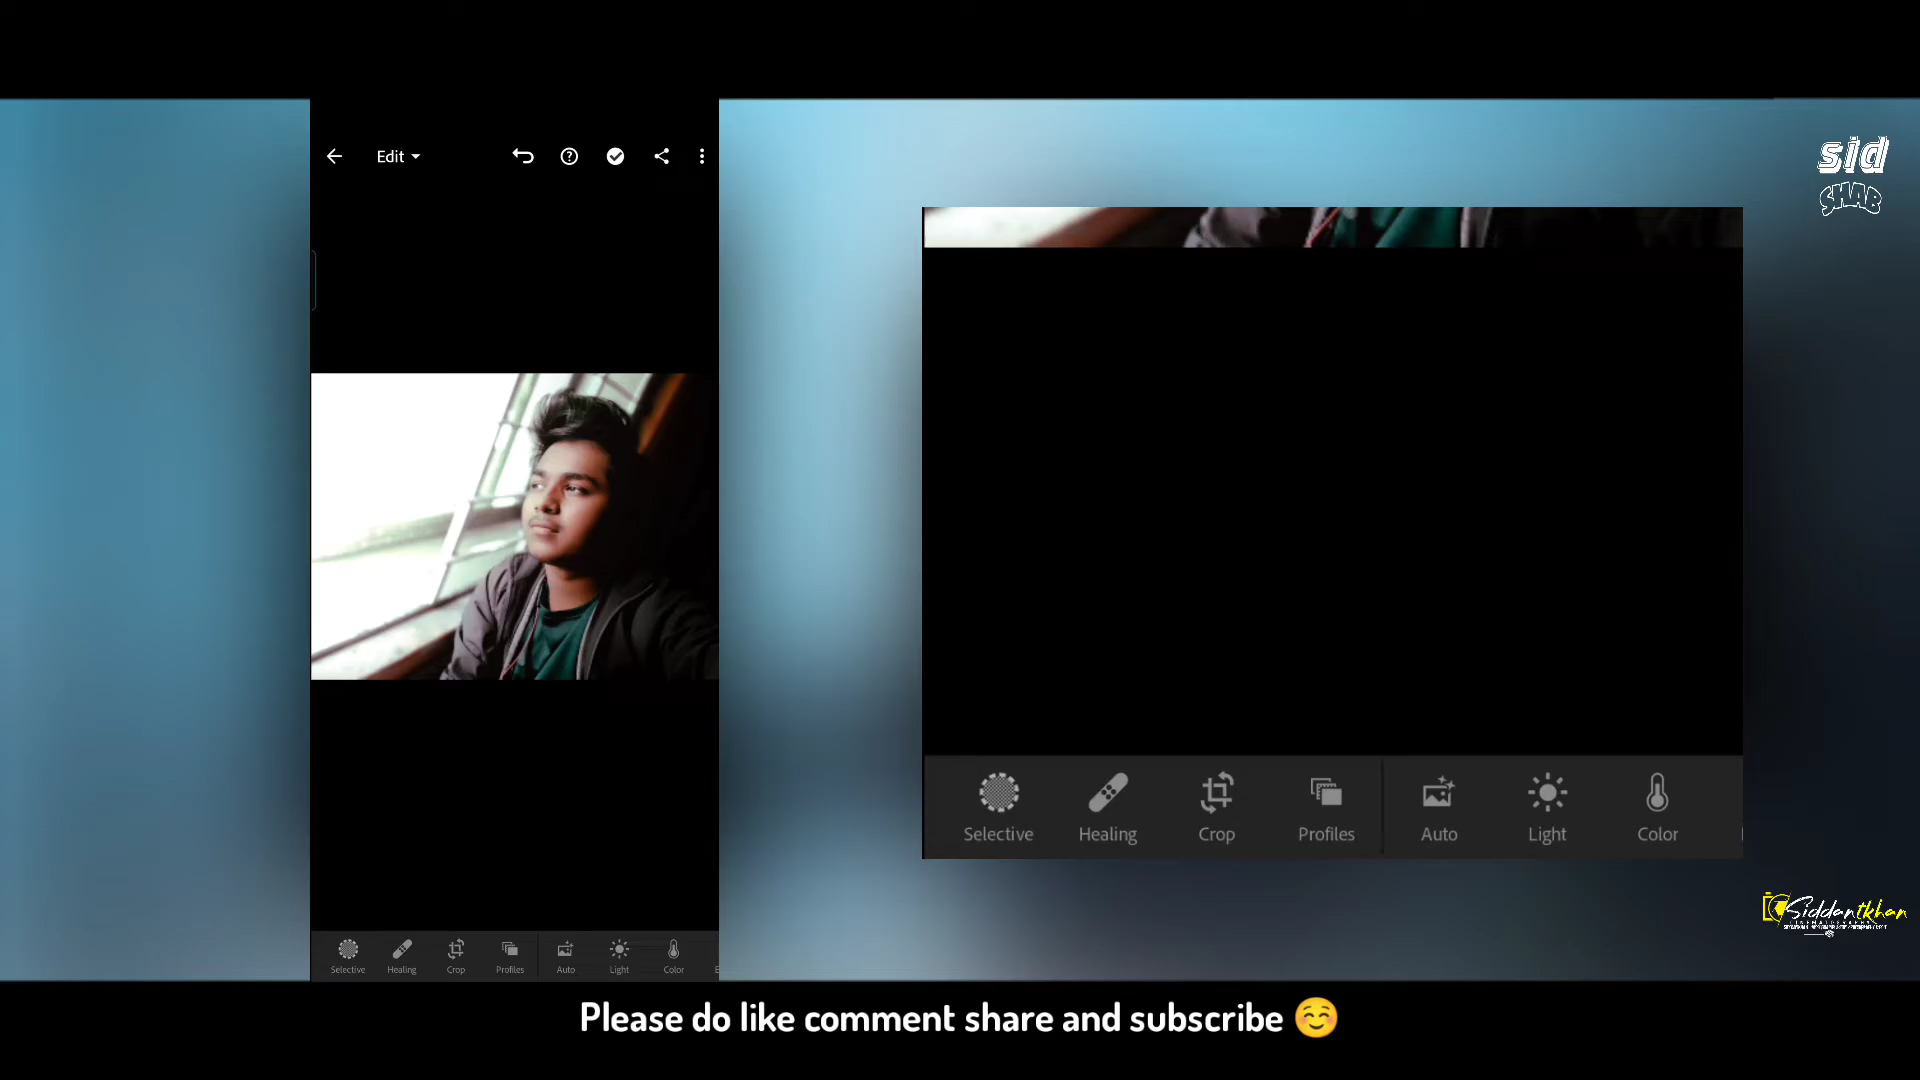 Edit
sid
SHAB
Selective Healing Crop Profiles Auto Light Color
Siddantkhan
Selective Healing Crop Profiles Auto Light Color
Please do like comment share and subscribe ☺️